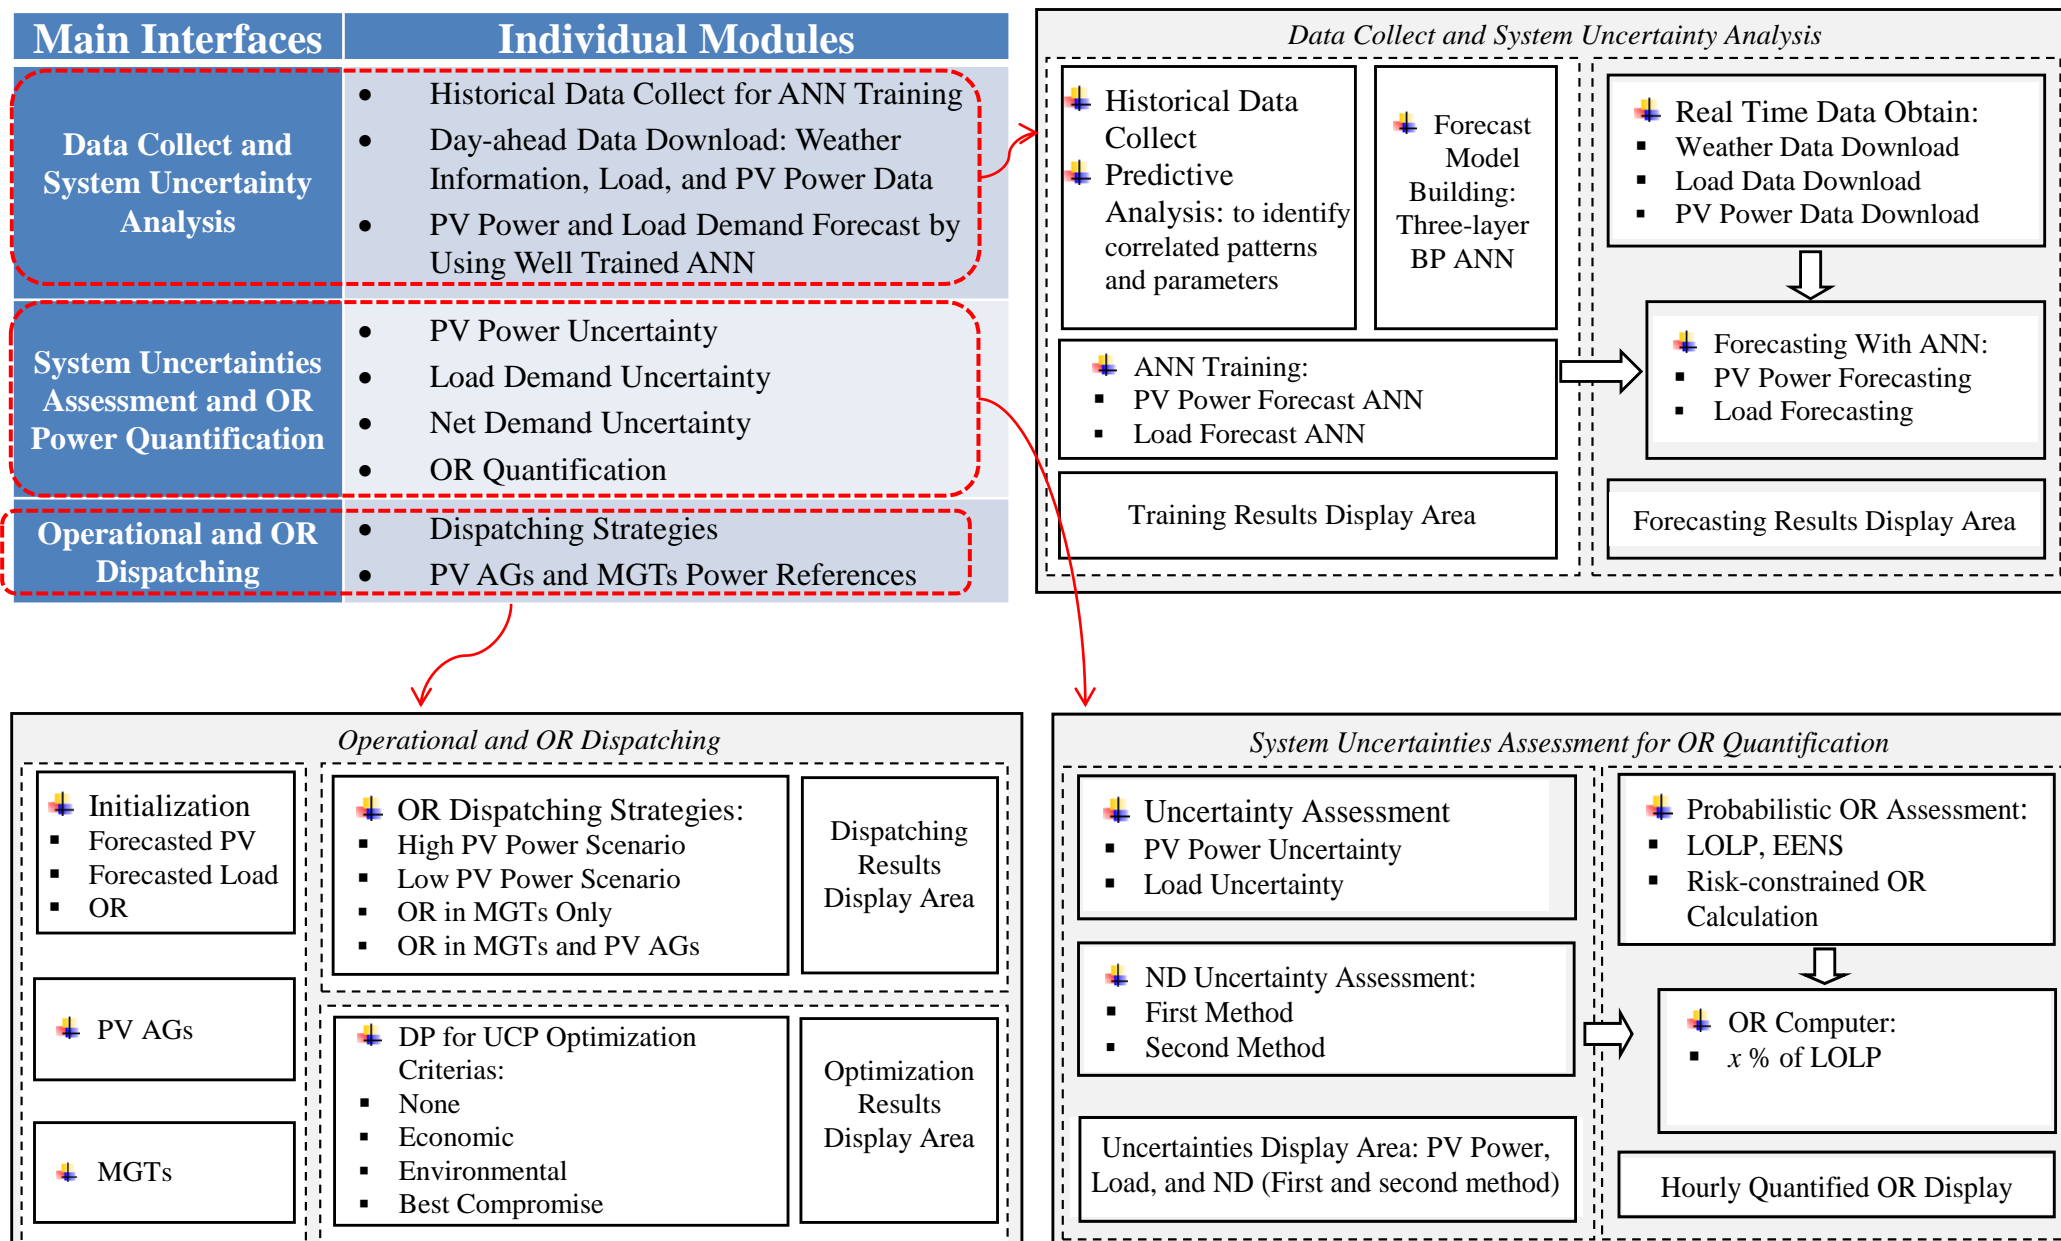 Main Interfaces
Individual Modules
Data Collect and
System Uncertainty
Analysis
• Historical Data Collect for ANN Training
• Day-ahead Data Download: Weather
Information, Load, and PV Power Data
• PV Power and Load Demand Forecast by
Using Well Trained ANN
System Uncertainties
Assessment and OR
Power Quantification
• PV Power Uncertainty
• Load Demand Uncertainty
• Net Demand Uncertainty
• OR Quantification
Operational and OR
Dispatching
• Dispatching Strategies
• PV AGs and MGTs Power References
Data Collect and System Uncertainty Analysis
Historical Data
Collect
Predictive
Analysis: to identify
correlated patterns
and parameters
Forecast
Model
Building:
Three-layer
BP ANN
ANN Training:
▪ PV Power Forecast ANN
▪ Load Forecast ANN
Training Results Display Area
Real Time Data Obtain:
▪ Weather Data Download
▪ Load Data Download
▪ PV Power Data Download
Forecasting With ANN:
▪ PV Power Forecasting
▪ Load Forecasting
Forecasting Results Display Area
Operational and OR Dispatching
Initialization
▪ Forecasted PV
▪ Forecasted Load
▪ OR
PV AGs
MGTs
OR Dispatching Strategies:
▪ High PV Power Scenario
▪ Low PV Power Scenario
▪ OR in MGTs Only
▪ OR in MGTs and PV AGs
Dispatching
Results
Display Area
DP for UCP Optimization
Criterias:
▪ None
▪ Economic
▪ Environmental
▪ Best Compromise
Optimization
Results
Display Area
System Uncertainties Assessment for OR Quantification
Uncertainty Assessment
▪ PV Power Uncertainty
▪ Load Uncertainty
ND Uncertainty Assessment:
▪ First Method
▪ Second Method
Uncertainties Display Area: PV Power,
Load, and ND (First and second method)
Probabilistic OR Assessment:
▪ LOLP, EENS
▪ Risk-constrained OR
Calculation
OR Computer:
▪ x % of LOLP
Hourly Quantified OR Display